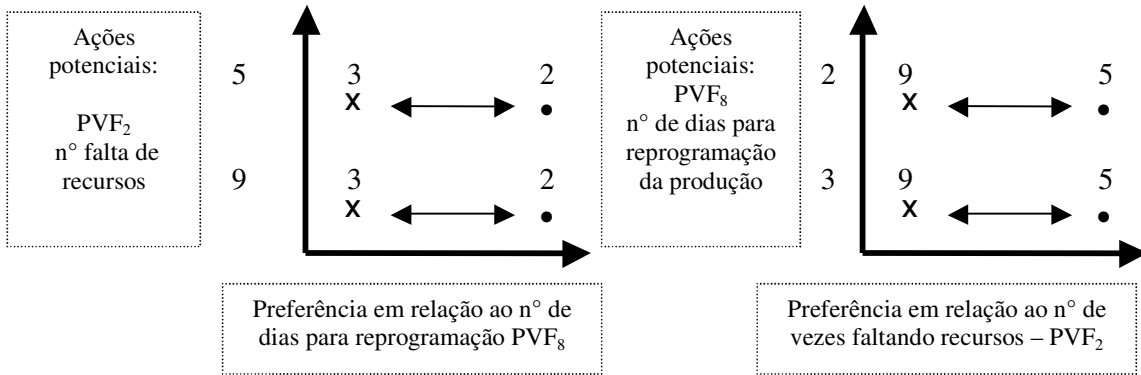 Ações
potenciais:
PVF₂
n° falta de
recursos
5 3 2
x
9 3 2
x
Preferência em relação ao n° de
dias para reprogramação PVF₈
Ações
potenciais:
PVF₈
n° de dias para
reprogramação
da produção
2 9 5
x
3 9 5
x
Preferência em relação ao n° de
vezes faltando recursos – PVF₂